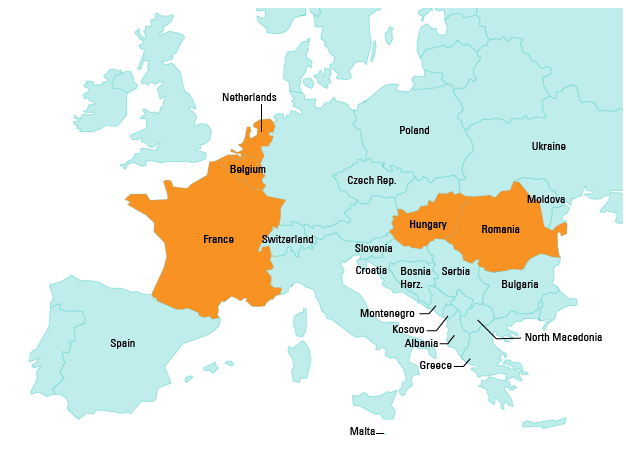 Netherlands
Poland
Ukraine
Belgium
Czech Rep.
Moldova
Hungary
Romania
France
Switzerland
Slovenia
Croatia
Bosnia
Herz.
Serbia
Bulgaria
Montenegro
Kosovo
North Macedonia
Albania
Spain
Greece
Malta